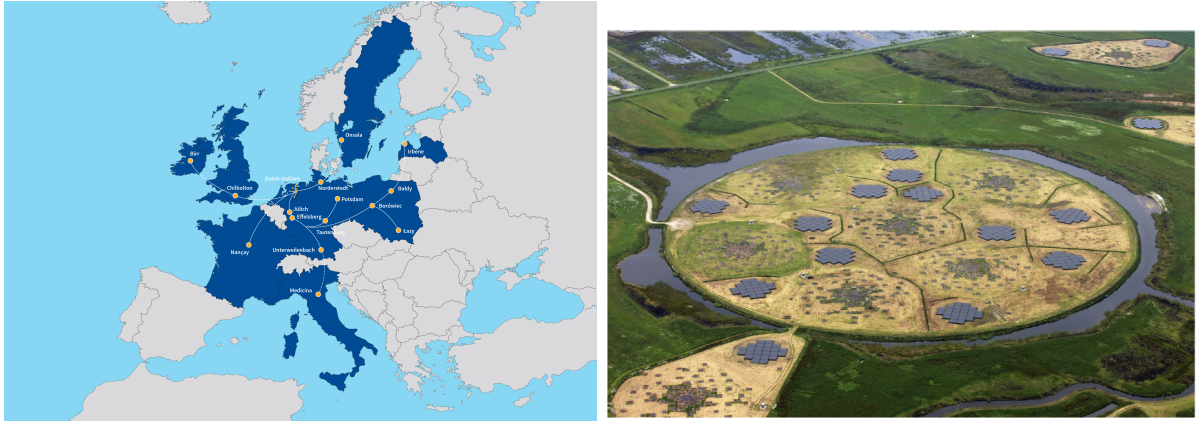 Onsala
Irbene
Birr
Dutch stations
Chilbolton
Norderstedt
Bałdy
Potsdam
Jülich
Borówiec
Effelsberg
Tautenburg
Łazy
Nançay
Unterweilenbach
Medicina